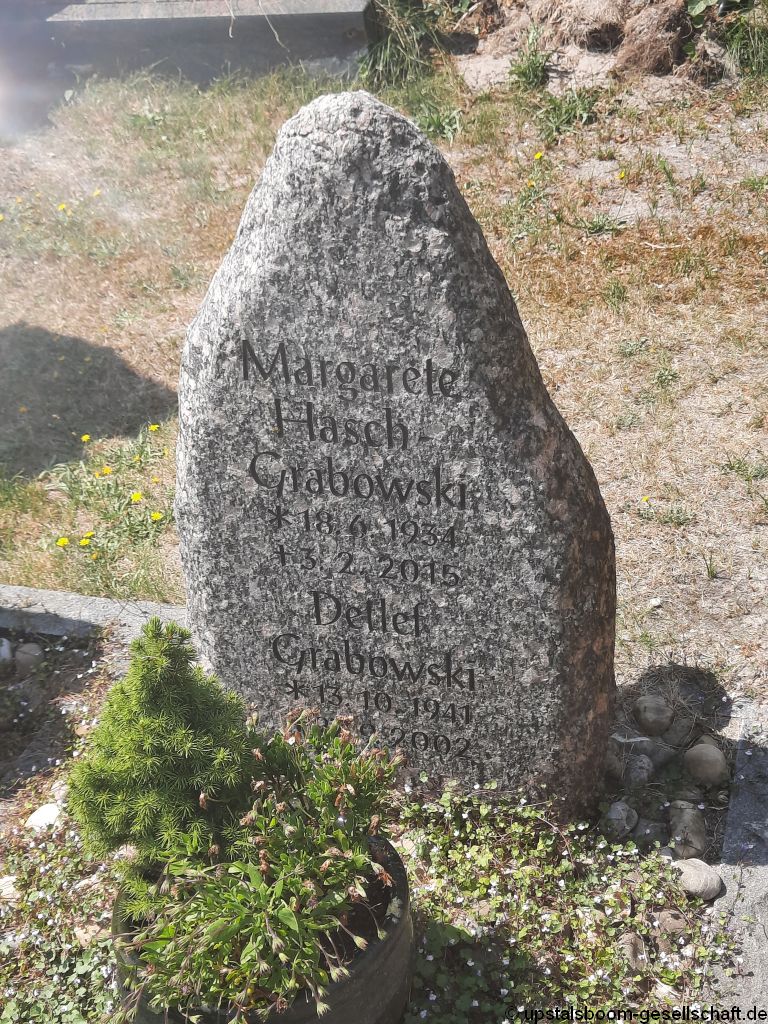 Margarete
Hasch-
Grabowski
* 18. 6. 1934
† 3. 2. 2015
Detlef
Grabowski
* 13. 10. 1941
2002
© upstalsboom-gesellschaft.de